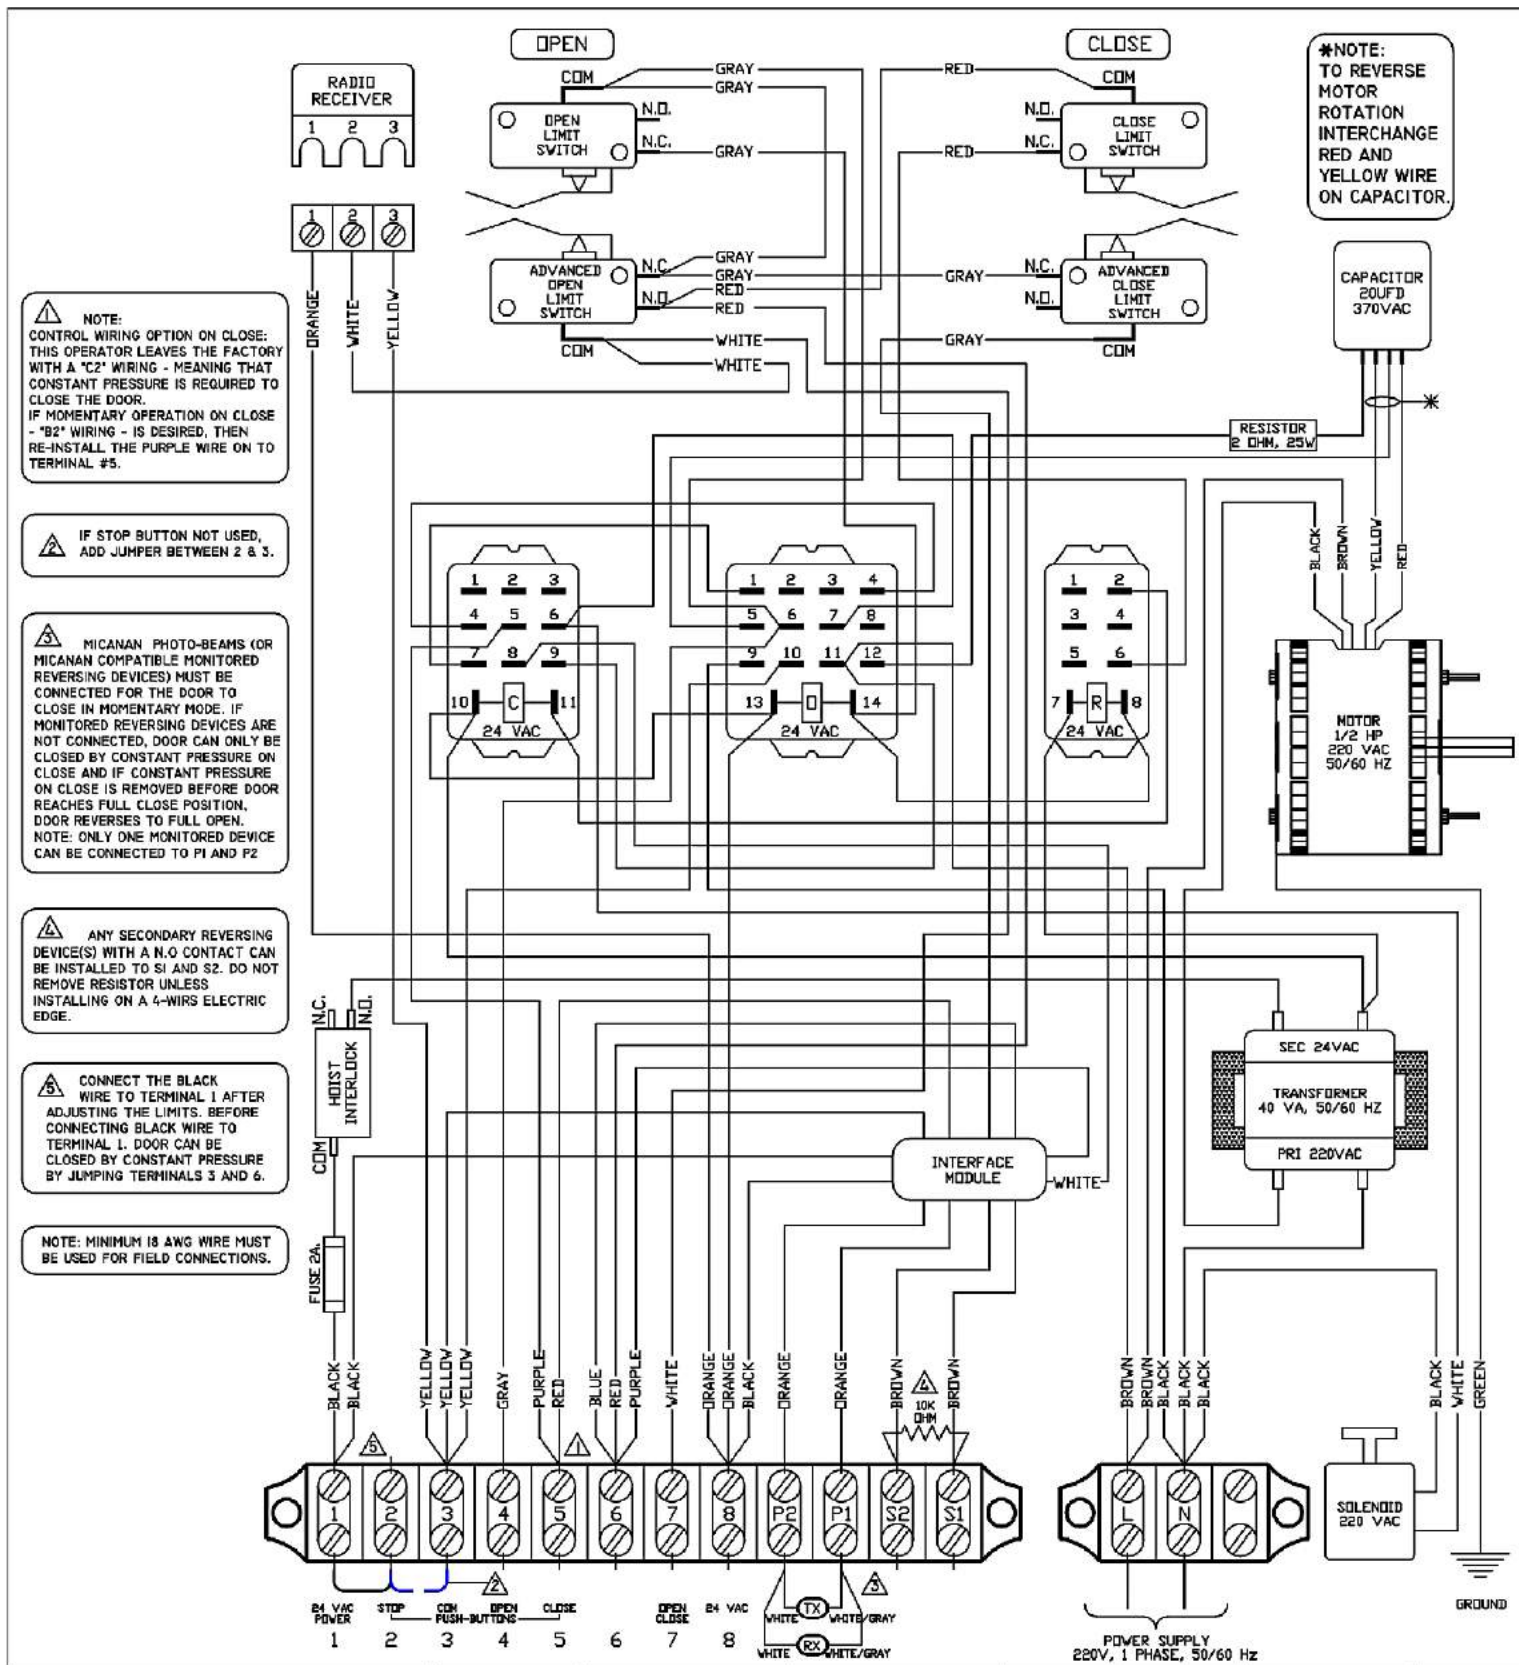 OPEN
CLOSE
RADIO
RECEIVER
1 2 3
1 2 3
COM
N.O.
N.C.
OPEN
LIMIT
SWITCH
GRAY
GRAY
GRAY
RED
RED
COM
N.O.
N.C.
CLOSE
LIMIT
SWITCH
*NOTE:
TO REVERSE
MOTOR
ROTATION
INTERCHANGE
RED AND
YELLOW WIRE
ON CAPACITOR.
ADVANCED
OPEN
LIMIT
SWITCH
N.C.
N.O.
COM
GRAY
GRAY
RED
RED
WHITE
WHITE
GRAY
GRAY
N.C.
N.O.
COM
ADVANCED
CLOSE
LIMIT
SWITCH
CAPACITOR
20UFD
370VAC
*
RESISTOR
2 OHM, 25W
ORANGE
WHITE
YELLOW
1 NOTE:
CONTROL WIRING OPTION ON CLOSE:
THIS OPERATOR LEAVES THE FACTORY
WITH A "C2" WIRING - MEANING THAT
CONSTANT PRESSURE IS REQUIRED TO
CLOSE THE DOOR.
IF MOMENTARY OPERATION ON CLOSE
- "B2" WIRING - IS DESIRED, THEN
RE-INSTALL THE PURPLE WIRE ON TO
TERMINAL #5.
2 IF STOP BUTTON NOT USED,
ADD JUMPER BETWEEN 2 & 3.
3 MICANAN PHOTO-BEAMS (OR
MICANAN COMPATIBLE MONITORED
REVERSING DEVICES) MUST BE
CONNECTED FOR THE DOOR TO
CLOSE IN MOMENTARY MODE. IF
MONITORED REVERSING DEVICES ARE
NOT CONNECTED, DOOR CAN ONLY BE
CLOSED BY CONSTANT PRESSURE ON
CLOSE AND IF CONSTANT PRESSURE
ON CLOSE IS REMOVED BEFORE DOOR
REACHES FULL CLOSE POSITION,
DOOR REVERSES TO FULL OPEN.
NOTE: ONLY ONE MONITORED DEVICE
CAN BE CONNECTED TO P1 AND P2
4 ANY SECONDARY REVERSING
DEVICE(S) WITH A N.O CONTACT CAN
BE INSTALLED TO S1 AND S2. DO NOT
REMOVE RESISTOR UNLESS
INSTALLING ON A 4-WIRS ELECTRIC
EDGE.
5 CONNECT THE BLACK
WIRE TO TERMINAL 1 AFTER
ADJUSTING THE LIMITS. BEFORE
CONNECTING BLACK WIRE TO
TERMINAL 1. DOOR CAN BE
CLOSED BY CONSTANT PRESSURE
BY JUMPING TERMINALS 3 AND 6.
NOTE: MINIMUM 18 AWG WIRE MUST
BE USED FOR FIELD CONNECTIONS.
1 2 3
4 5 6
7 8 9
10 C 11
24 VAC
1 2 3 4
5 6 7 8
9 10 11 12
13 O 14
24 VAC
1 2
3 4
5 6
7 R 8
24 VAC
BLACK
BROWN
YELLOW
RED
MOTOR
1/2 HP
220 VAC
50/60 HZ
N.C.
N.O.
HOIST
INTERLOCK
COM
FUSE 2A.
INTERFACE
MODULE
WHITE
SEC 24VAC
TRANSFORMER
40 VA, 50/60 HZ
PRI 220VAC
BLACK
BLACK
YELLOW
YELLOW
YELLOW
GRAY
PURPLE
RED
BLUE
RED
PURPLE
WHITE
ORANGE
ORANGE
BLACK
ORANGE
ORANGE
BROWN
4
10K
OHM
BROWN
BROWN
BROWN
BLACK
BLACK
BLACK
BLACK
WHITE
GREEN
5
1
1 2 3 4 5 6 7 8 P2 P1 S2 S1
L N
SOLENOID
220 VAC
2
3
24 VAC
POWER
STOP
COM
OPEN
CLOSE
PUSH-BUTTONS
OPEN
CLOSE
24 VAC
1 2 3 4 5 6 7 8
WHITE TX WHITE/GRAY
WHITE RX WHITE/GRAY
POWER SUPPLY
220V, 1 PHASE, 50/60 Hz
GROUND